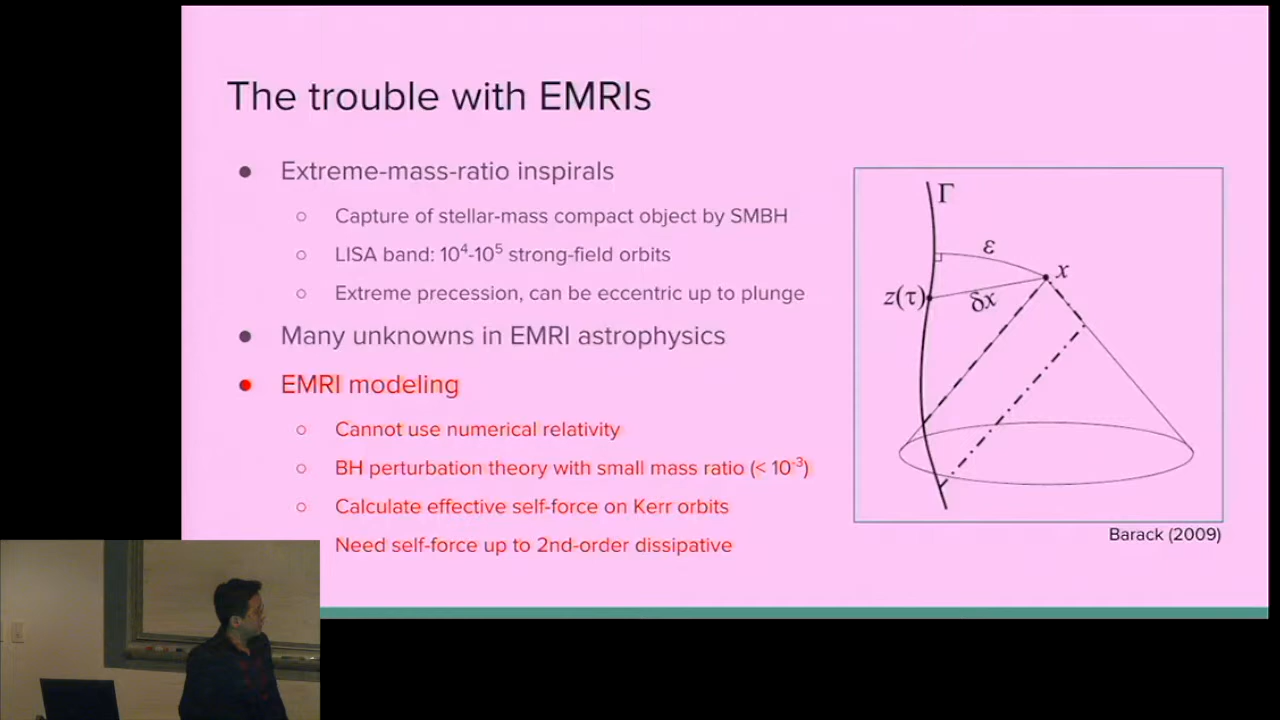 The trouble with EMRIs
● Extreme-mass-ratio inspirals
○ Capture of stellar-mass compact object by SMBH
○ LISA band: 10⁴-10⁵ strong-field orbits
○ Extreme precession, can be eccentric up to plunge
● Many unknowns in EMRI astrophysics
● EMRI modeling
○ Cannot use numerical relativity
○ BH perturbation theory with small mass ratio (< 10⁻³)
○ Calculate effective self-force on Kerr orbits
Need self-force up to 2nd-order dissipative
Γ
ε
x
z(τ)
δx
Barack (2009)